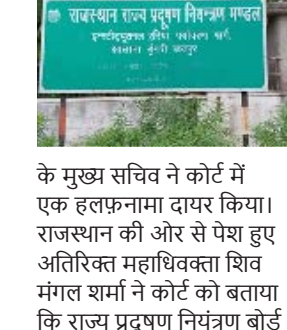 राजस्थान राज्य प्रदूषण नियन्त्रण मण्डल
के मुख्य सचिव ने कोर्ट में
एक हलफ़नामा दायर किया।
राजस्थान की ओर से पेश हुए
अतिरिक्त महाधिवक्ता शिव
मंगल शर्मा ने कोर्ट को बताया
कि राज्य प्रदूषण नियंत्रण बोर्ड